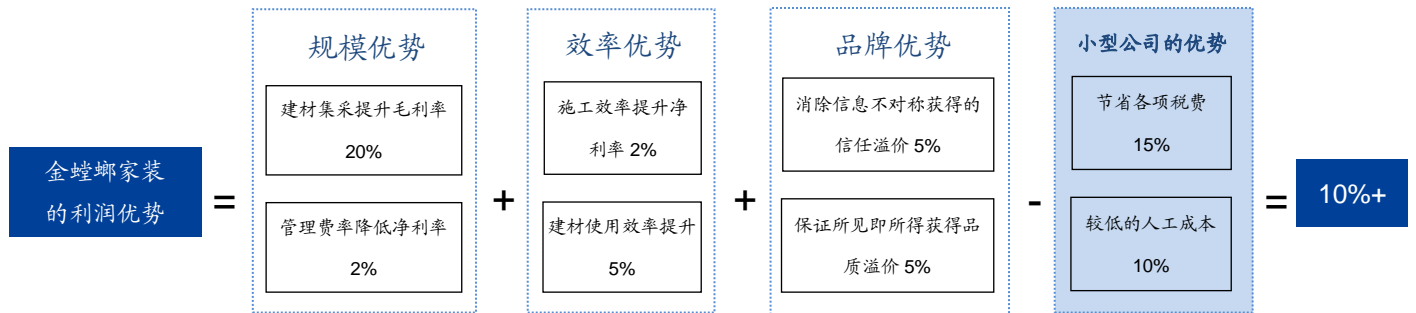 金螳螂家装
的利润优势
=
规模优势
建材集采提升毛利率
20%
管理费率降低净利率
2%
+
效率优势
施工效率提升净
利率 2%
建材使用效率提升
5%
+
品牌优势
消除信息不对称获得的
信任溢价 5%
保证所见即所得获得品
质溢价 5%
-
小型公司的优势
节省各项税费
15%
较低的人工成本
10%
=
10%+